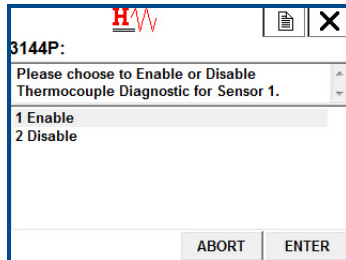 H
3144P:
Please choose to Enable or Disable
Thermocouple Diagnostic for Sensor 1.
1 Enable
2 Disable
ABORT
ENTER